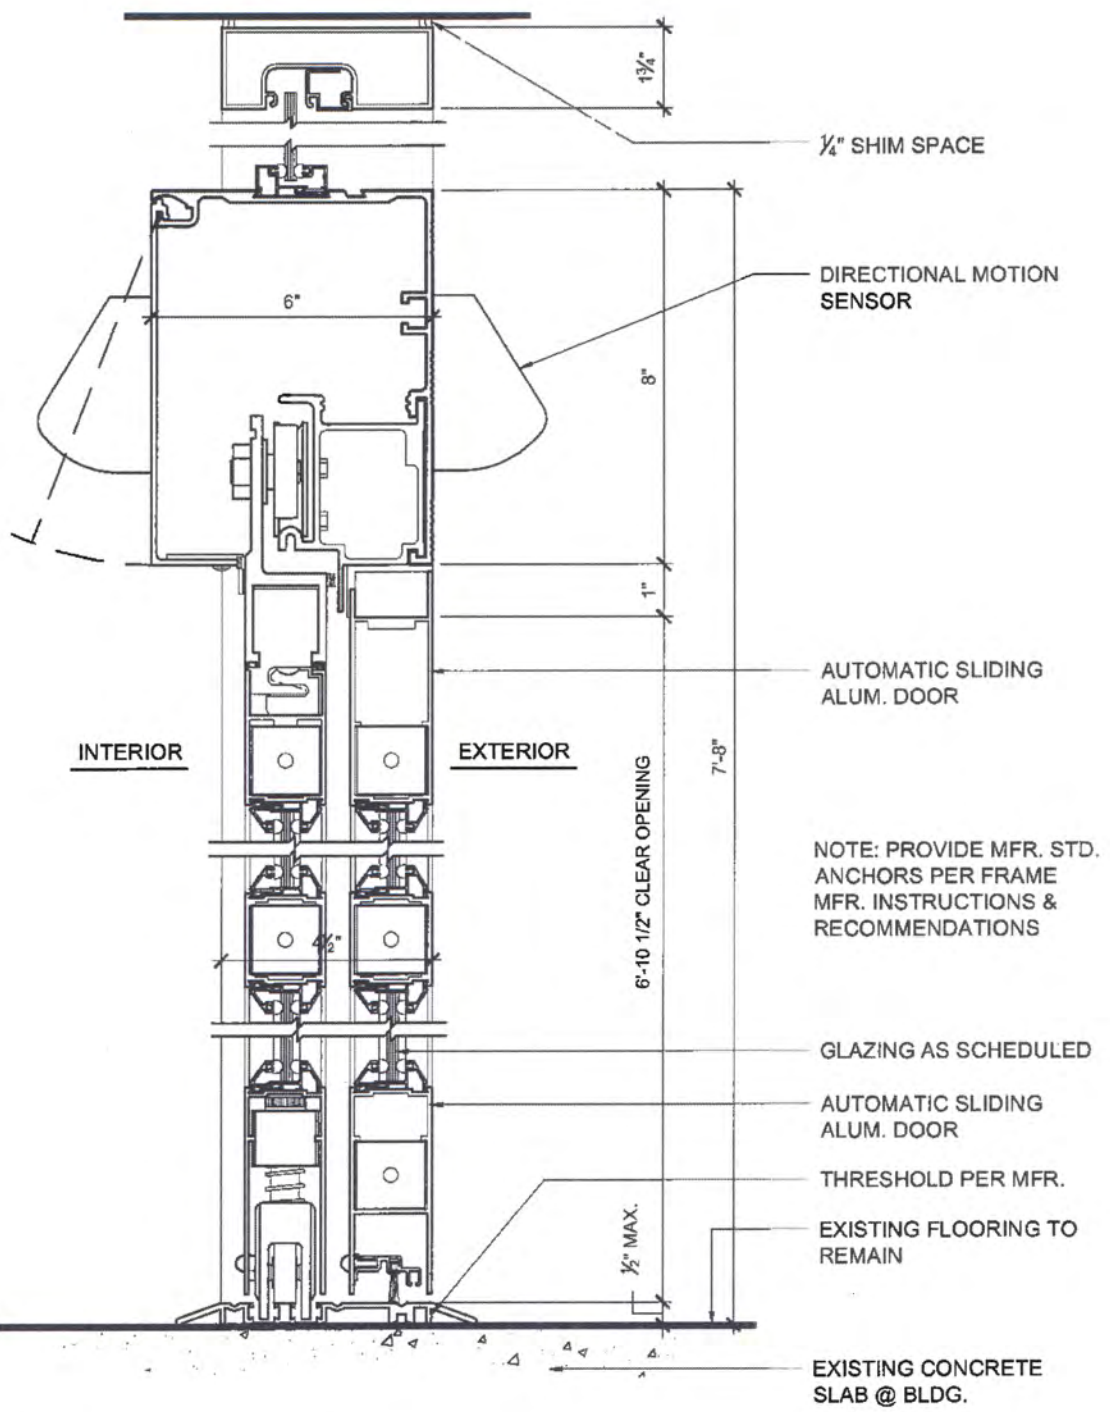 1¾"
¼" SHIM SPACE
DIRECTIONAL MOTION
SENSOR
6"
8"
1"
AUTOMATIC SLIDING
ALUM. DOOR
INTERIOR
EXTERIOR
7'-8"
6'-10 1/2" CLEAR OPENING
NOTE: PROVIDE MFR. STD.
ANCHORS PER FRAME
MFR. INSTRUCTIONS &
RECOMMENDATIONS
4½"
GLAZING AS SCHEDULED
AUTOMATIC SLIDING
ALUM. DOOR
THRESHOLD PER MFR.
½" MAX.
EXISTING FLOORING TO
REMAIN
EXISTING CONCRETE
SLAB @ BLDG.